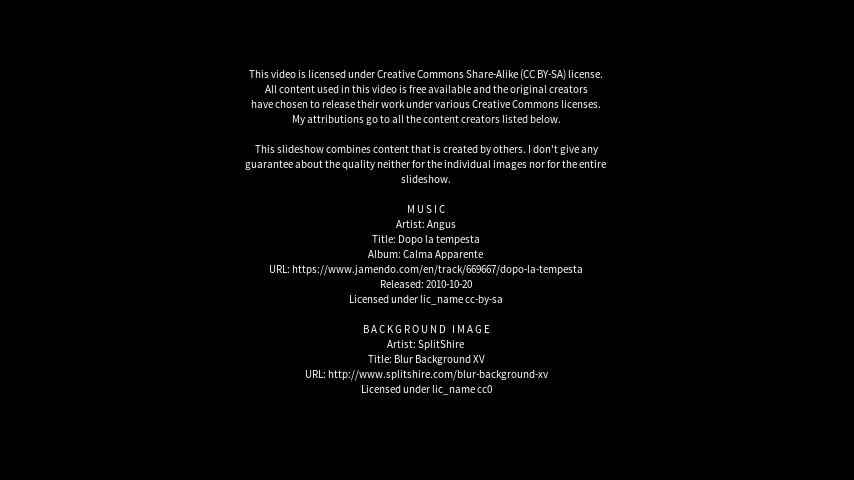 This video is licensed under Creative Commons Share-Alike (CC BY-SA) license.
All content used in this video is free available and the original creators
have chosen to release their work under various Creative Commons licenses.
My attributions go to all the content creators listed below.
This slideshow combines content that is created by others. I don't give any
guarantee about the quality neither for the individual images nor for the entire
slideshow.
MUSIC
Artist: Angus
Title: Dopo la tempesta
Album: Calma Apparente
URL: https://www.jamendo.com/en/track/669667/dopo-la-tempesta
Released: 2010-10-20
Licensed under lic_name cc-by-sa
BACKGROUND IMAGE
Artist: SplitShire
Title: Blur Background XV
URL: http://www.splitshire.com/blur-background-xv
Licensed under lic_name cc0